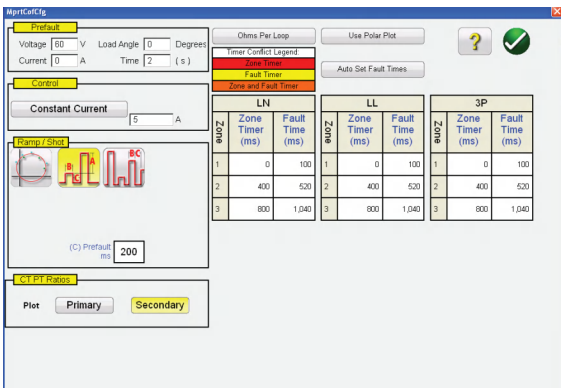 MprtCofCfg
Prefault
Voltage 60 V Load Angle 0 Degrees
Current 0 A Time 2 ( s )
Control
Constant Current
5 A
Ramp / Shot
B A C
BC
(C) Prefault
ms 200
CT PT Ratios
Plot Primary Secondary
Ohms Per Loop
Use Polar Plot
Timer Conflict Legend:
Zone Timer
Fault Timer
Zone and Fault Timer
Auto Set Fault Times
?
LN
Zone Zone Timer (ms) Fault Time (ms)
1 0 100
2 400 520
3 800 1,040
LL
Zone Zone Timer (ms) Fault Time (ms)
1 0 100
2 400 520
3 800 1,040
3P
Zone Zone Timer (ms) Fault Time (ms)
1 0 100
2 400 520
3 800 1,040